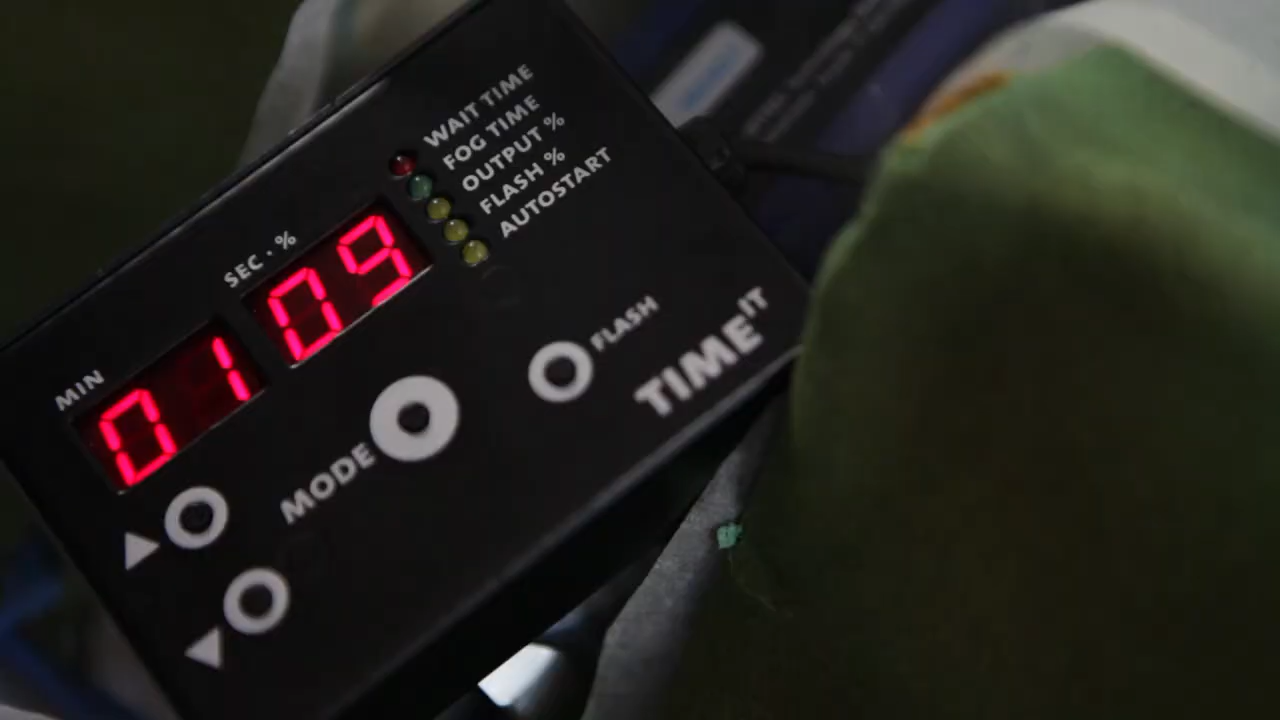 WAIT TIME
FOG TIME
OUTPUT %
FLASH %
AUTOSTART
SEC · %
09
MIN
01
FLASH
TIME IT
MODE